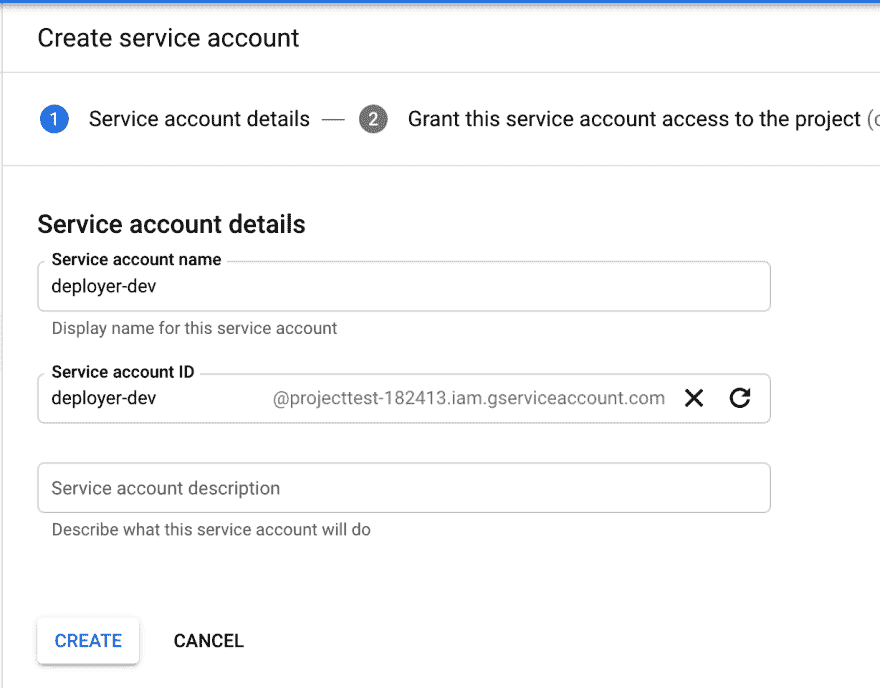 Create service account
1 Service account details — 2 Grant this service account access to the project (
Service account details
Service account name
deployer-dev
Display name for this service account
Service account ID
deployer-dev @projecttest-182413.iam.gserviceaccount.com
Service account description
Describe what this service account will do
CREATE CANCEL